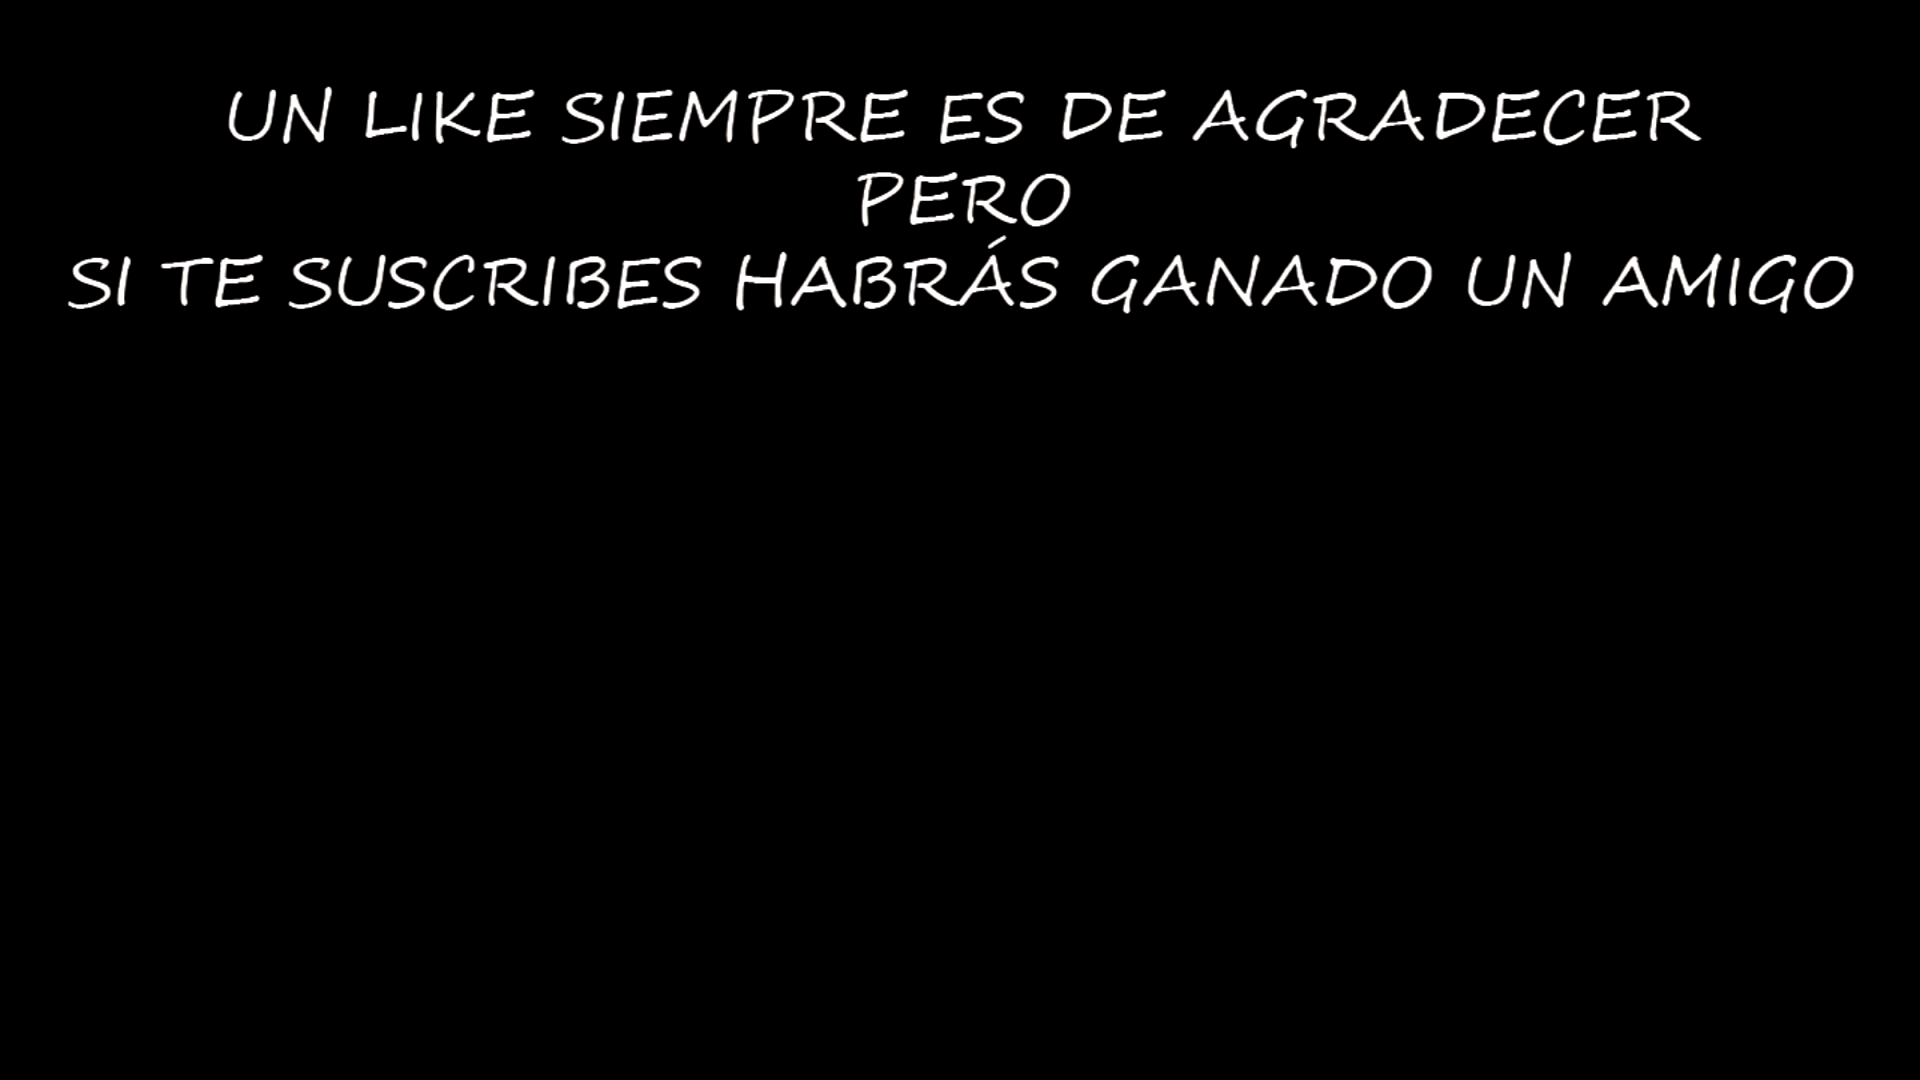 UN LIKE SIEMPRE ES DE AGRADECER
PERO
SI TE SUSCRIBES HABRÁS GANADO UN AMIGO